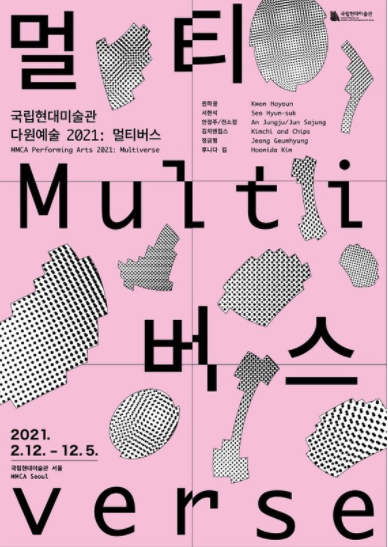 멀티
국립현대미술관
국립현대미술관
다원예술 2021: 멀티버스
MMCA Performing Arts 2021: Multiverse
권하윤 Kwon Hayoun
서현석 Seo Hyun-suk
안정주/전소정 An Jungju/Jun Sojung
김치앤칩스 Kimchi and Chips
정금형 Jeong Geumhyung
후니다 킴 Hoonida Kim
Multi
버스
2021.
2.12. – 12.5.
국립현대미술관 서울
MMCA Seoul
verse